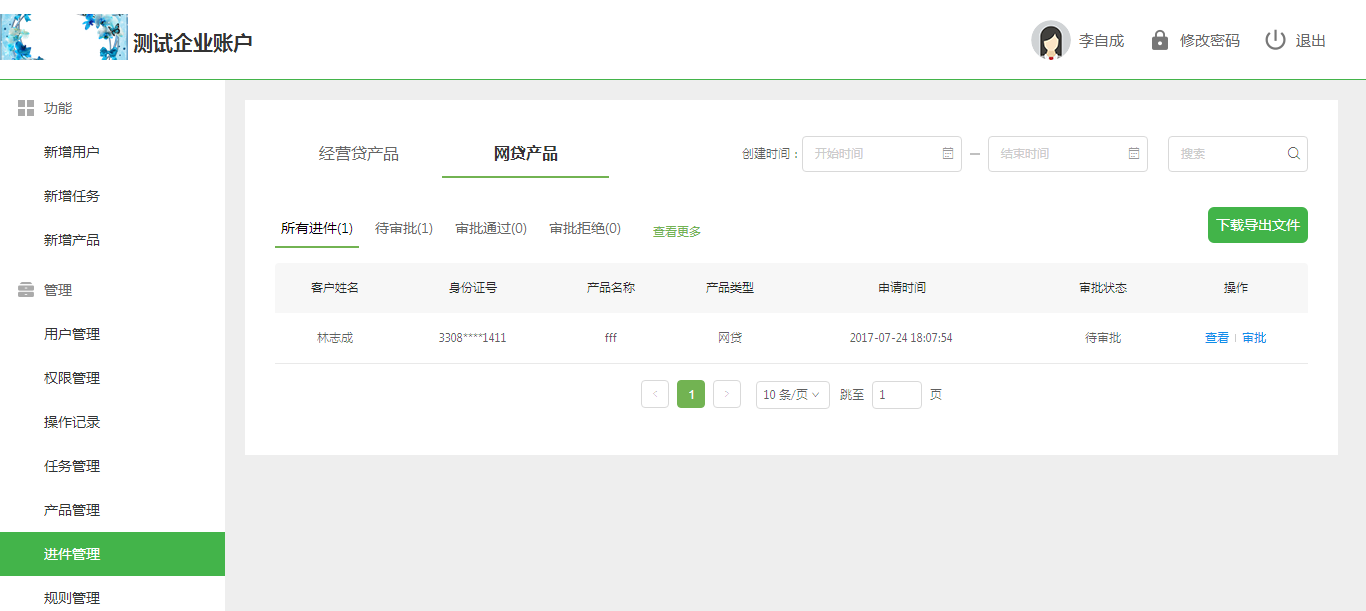 测试企业账户
李自成 修改密码 退出
功能
新增用户
新增任务
新增产品
管理
用户管理
权限管理
操作记录
任务管理
产品管理
进件管理
规则管理
经营贷产品 网贷产品 创建时间 : 开始时间 — 结束时间 搜索
所有进件(1) 待审批(1) 审批通过(0) 审批拒绝(0) 查看更多 下载导出文件
客户姓名 身份证号 产品名称 产品类型 申请时间 审批状态 操作
林志成 3308****1411 fff 网贷 2017-07-24 18:07:54 待审批 查看 | 审批
< 1 > 10 条/页 跳至 1 页